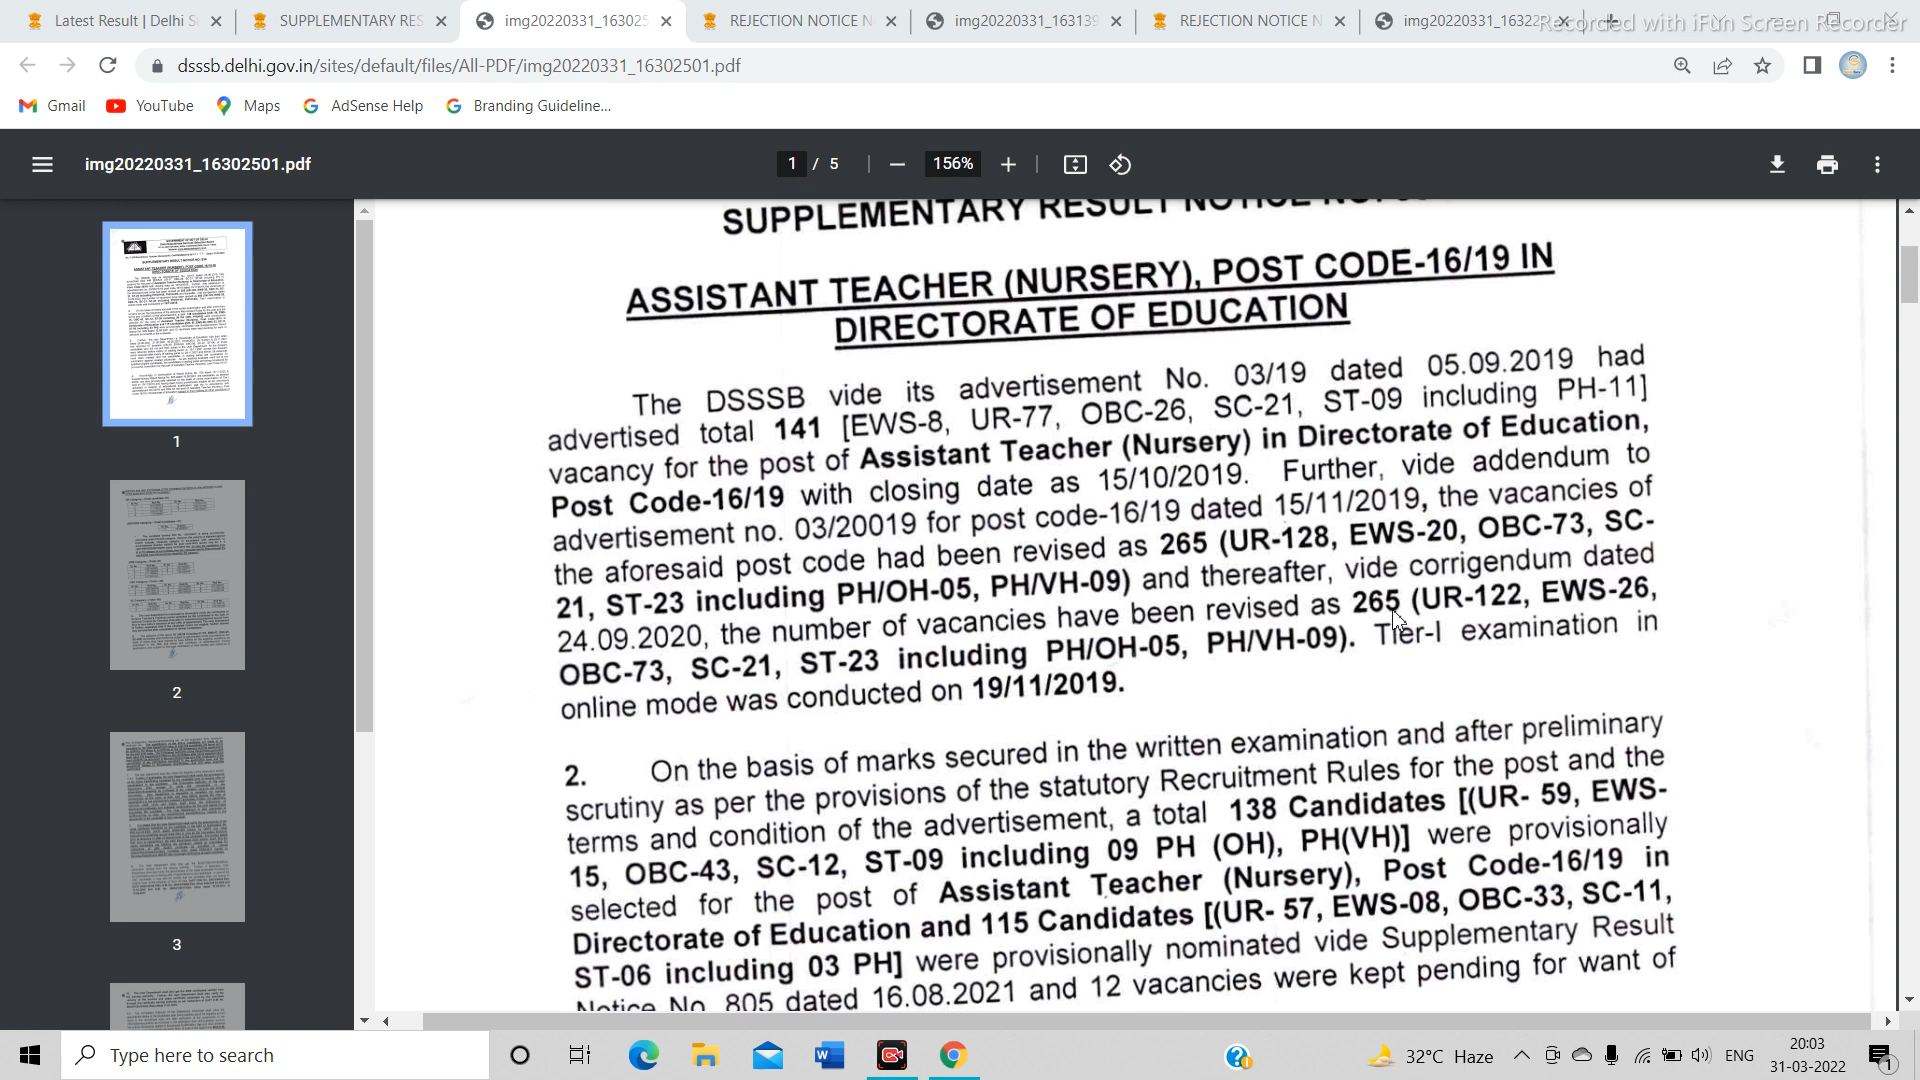 Latest Result | Delhi S
SUPPLEMENTARY RES
img20220331_163025
REJECTION NOTICE N
img20220331_163139
REJECTION NOTICE N
img20220331_16322
Recorded with iFun Screen Recorder
dsssb.delhi.gov.in/sites/default/files/All-PDF/img20220331_16302501.pdf
Gmail
YouTube
Maps
AdSense Help
Branding Guideline...
img20220331_16302501.pdf
1 / 5
156%
1
2
3
SUPPLEMENTARY RESULT NOTICE NO.
ASSISTANT TEACHER (NURSERY), POST CODE-16/19 IN
DIRECTORATE OF EDUCATION
The DSSSB vide its advertisement No. 03/19 dated 05.09.2019 had
advertised total 141 [EWS-8, UR-77, OBC-26, SC-21, ST-09 including PH-11]
vacancy for the post of Assistant Teacher (Nursery) in Directorate of Education,
Post Code-16/19 with closing date as 15/10/2019. Further, vide addendum to
advertisement no. 03/20019 for post code-16/19 dated 15/11/2019, the vacancies of
the aforesaid post code had been revised as 265 (UR-128, EWS-20, OBC-73, SC-
21, ST-23 including PH/OH-05, PH/VH-09) and thereafter, vide corrigendum dated
24.09.2020, the number of vacancies have been revised as 265 (UR-122, EWS-26,
OBC-73, SC-21, ST-23 including PH/OH-05, PH/VH-09). Tier-I examination in
online mode was conducted on 19/11/2019.
2. On the basis of marks secured in the written examination and after preliminary
scrutiny as per the provisions of the statutory Recruitment Rules for the post and the
terms and condition of the advertisement, a total 138 Candidates [(UR- 59, EWS-
15, OBC-43, SC-12, ST-09 including 09 PH (OH), PH(VH)] were provisionally
selected for the post of Assistant Teacher (Nursery), Post Code-16/19 in
Directorate of Education and 115 Candidates [(UR- 57, EWS-08, OBC-33, SC-11,
ST-06 including 03 PH] were provisionally nominated vide Supplementary Result
Notice No. 805 dated 16.08.2021 and 12 vacancies were kept pending for want of
Type here to search
32°C Haze
ENG
20:03
31-03-2022
1